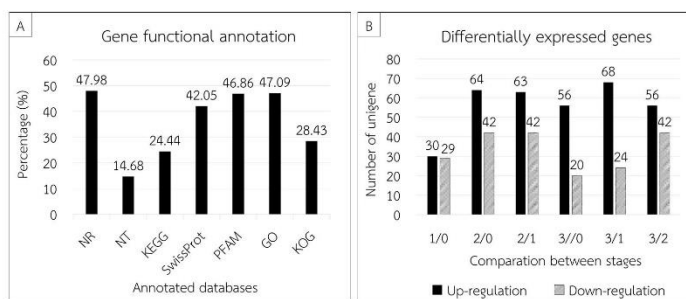 A
Gene functional annotation
Percentage (%)
60
50
40
30
20
10
0
47.98
14.68
24.44
42.05
46.86
47.09
28.43
NR
NT
KEGG
SwissProt
PFAM
GO
KOG
Annotated databases
B
Differentially expressed genes
Number of unigene
80
70
60
50
40
30
20
10
0
30
29
64
42
63
42
56
20
68
24
56
42
1/0
2/0
2/1
3//0
3/1
3/2
Comparation between stages
Up-regulation
Down-regulation